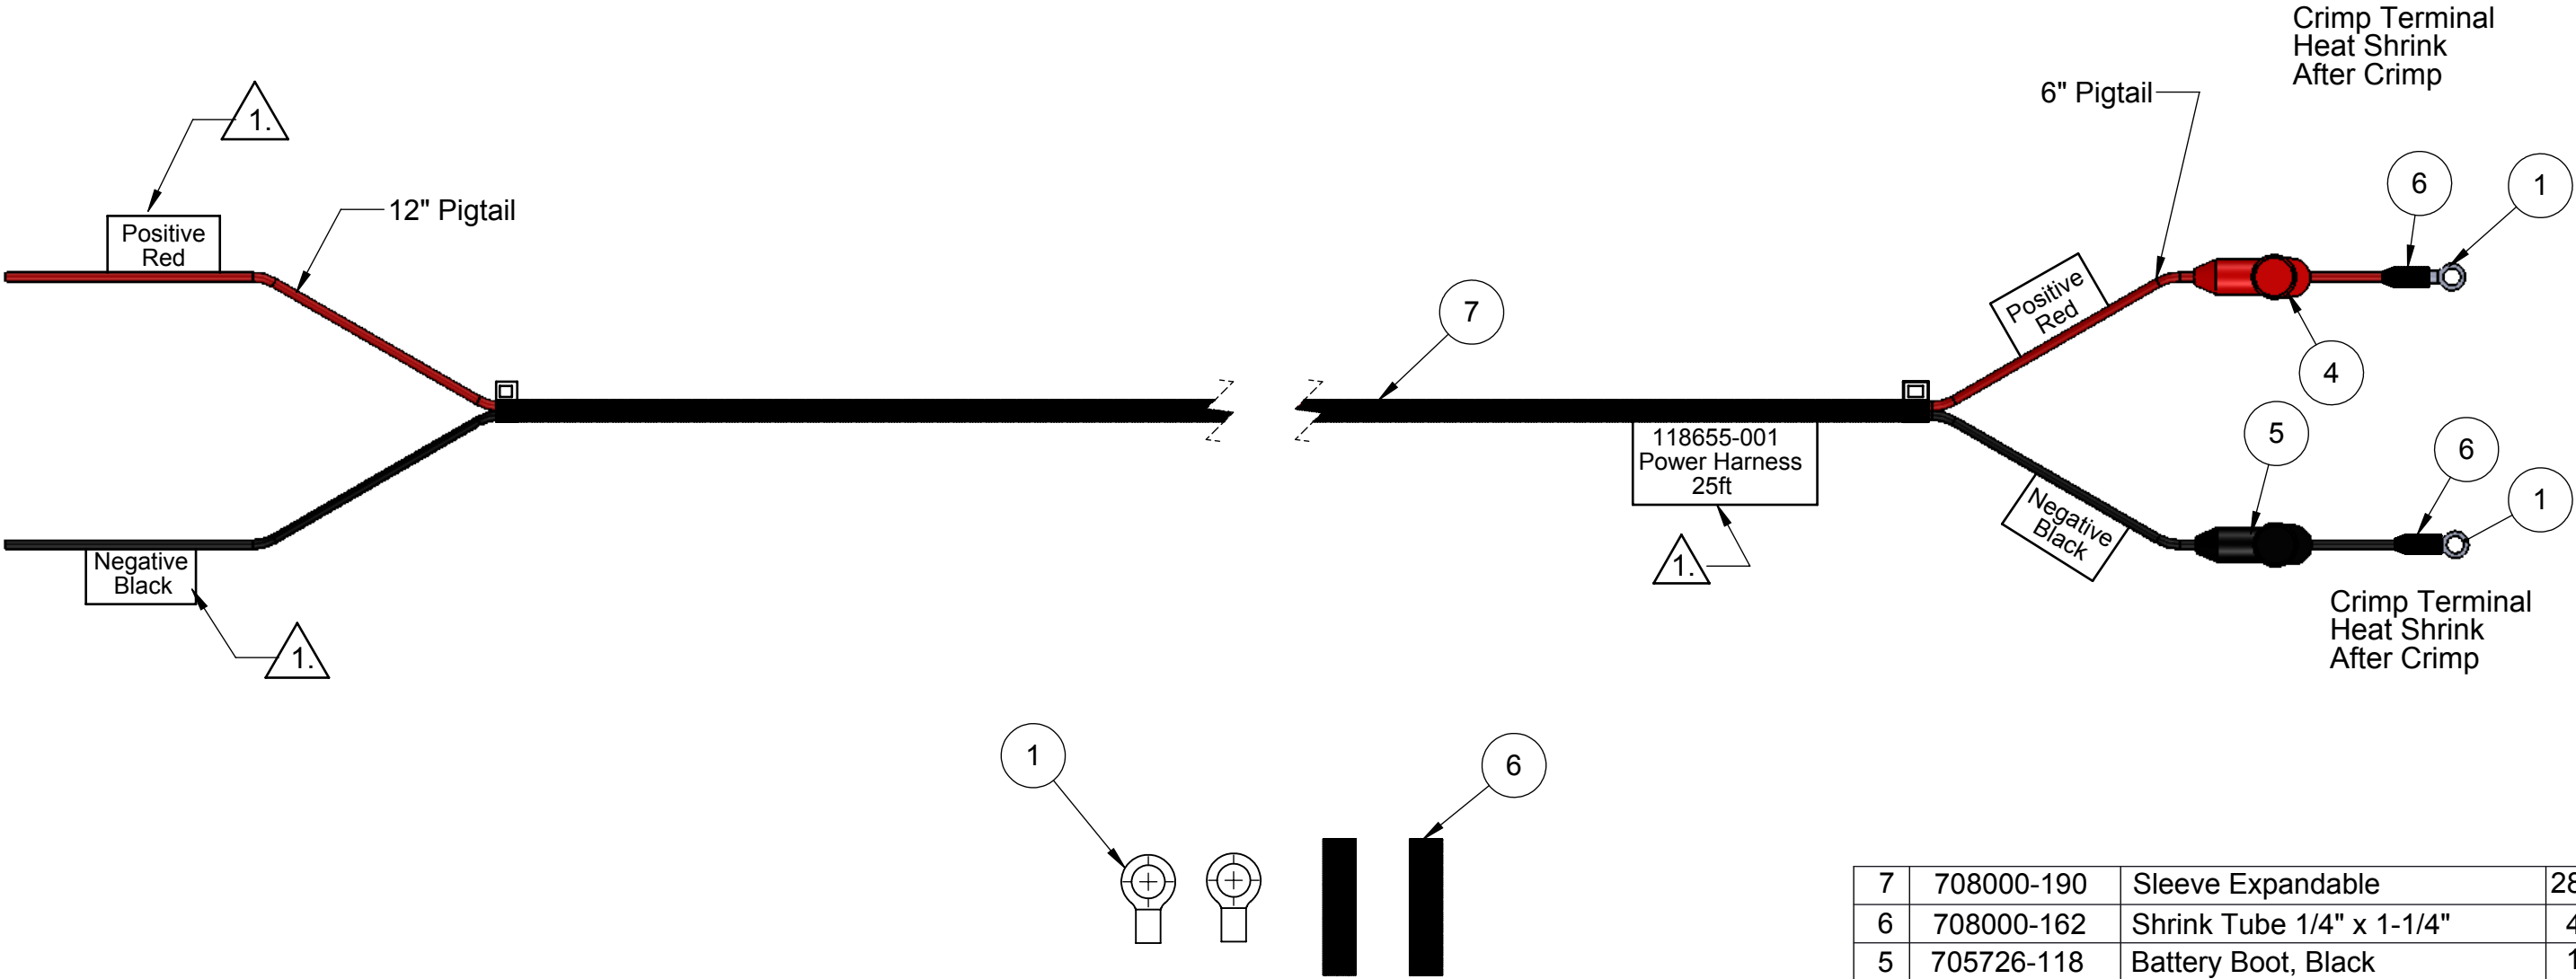 Crimp Terminal
Heat Shrink
After Crimp
6" Pigtail
1.
6
1
12" Pigtail
Positive
Red
Positive
Red
7
4
118655-001
Power Harness
25ft
5
6
1
Negative
Black
Negative
Black
1.
1.
Crimp Terminal
Heat Shrink
After Crimp
1
6
7 708000-190 Sleeve Expandable 28
6 708000-162 Shrink Tube 1/4" x 1-1/4" 4
5 705726-118 Battery Boot, Black 1